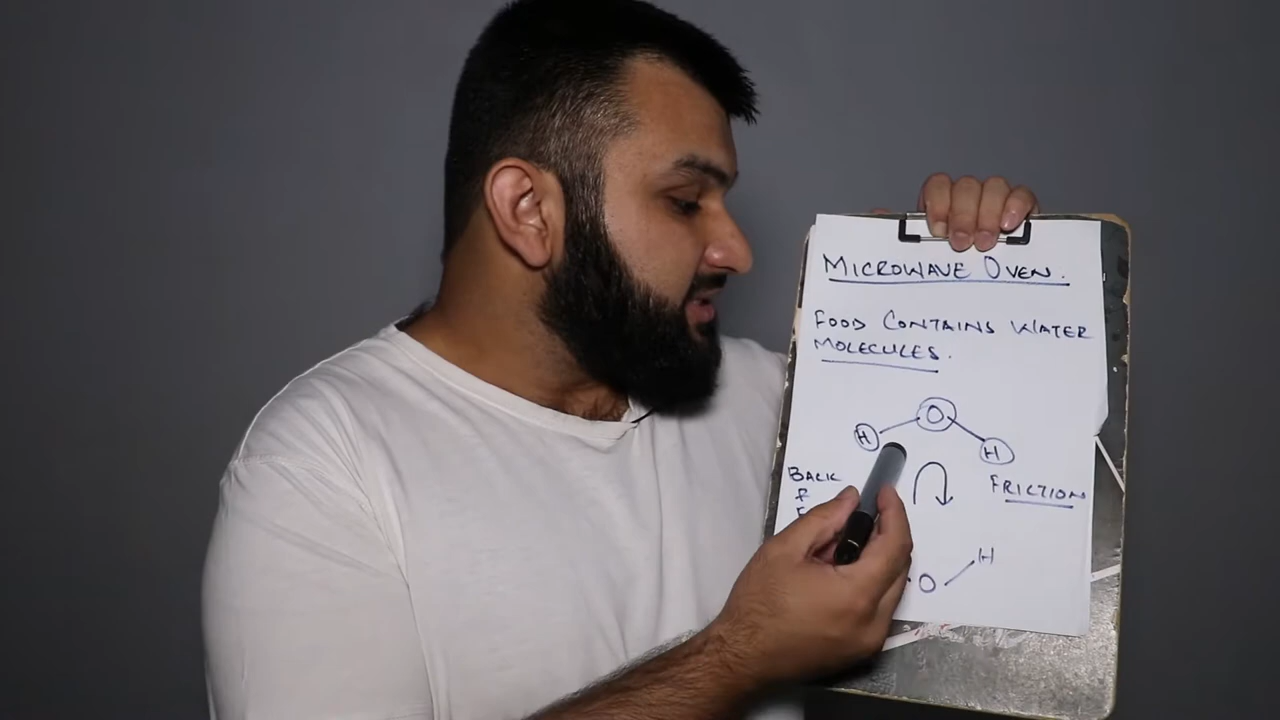 MICROWAVE OVEN.
FOOD CONTAINS WATER
MOLECULES.
O
H
H
BACK
FRICTION
H
O